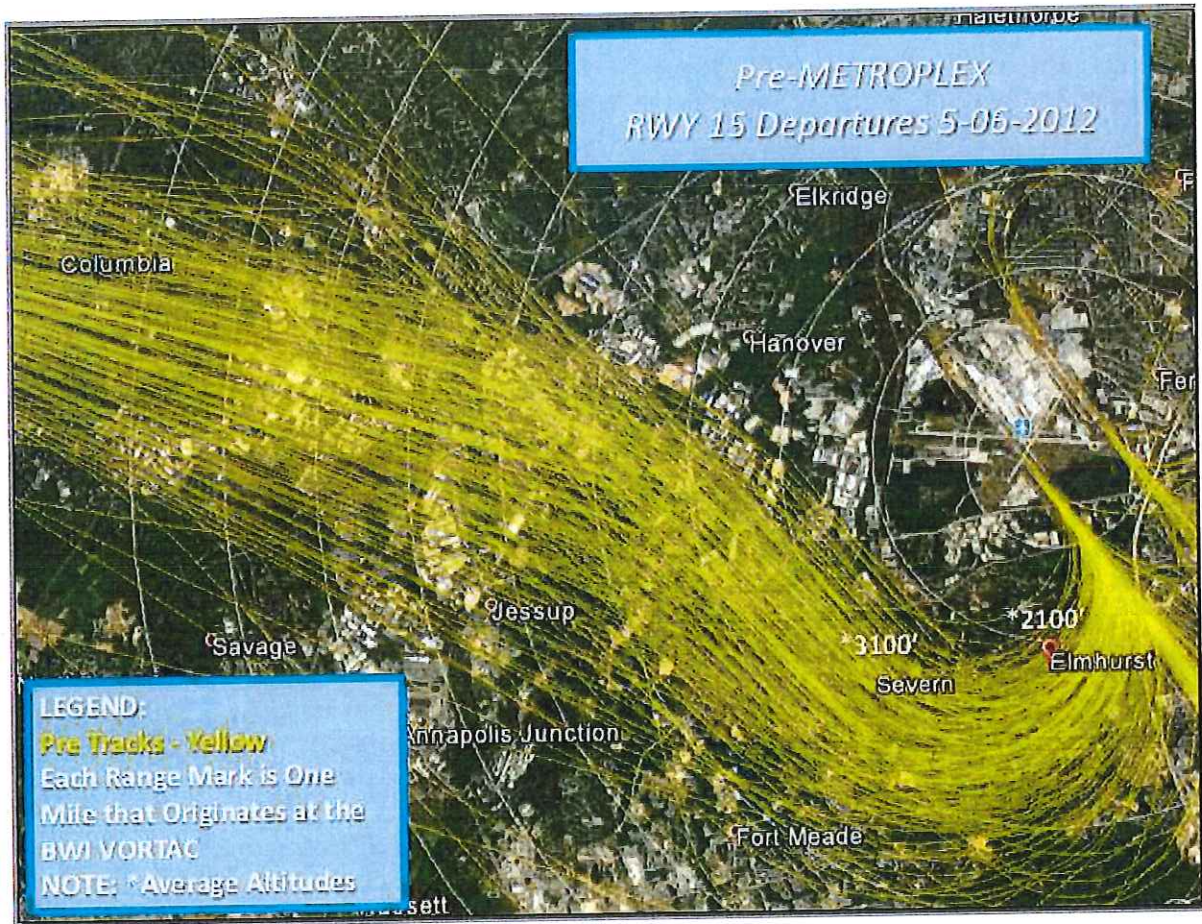 Halethorpe
Pre-METROPLEX
RWY 15 Departures 5-06-2012
Elkridge
Columbia
Hanover
Fer
*2100'
Jessup
*3100'
Savage
Elmhurst
Severn
LEGEND:
Pre Tracks - Yellow
Each Range Mark is One
Mile that Originates at the
BWI VORTAC
NOTE: *Average Altitudes
Annapolis Junction
Fort Meade